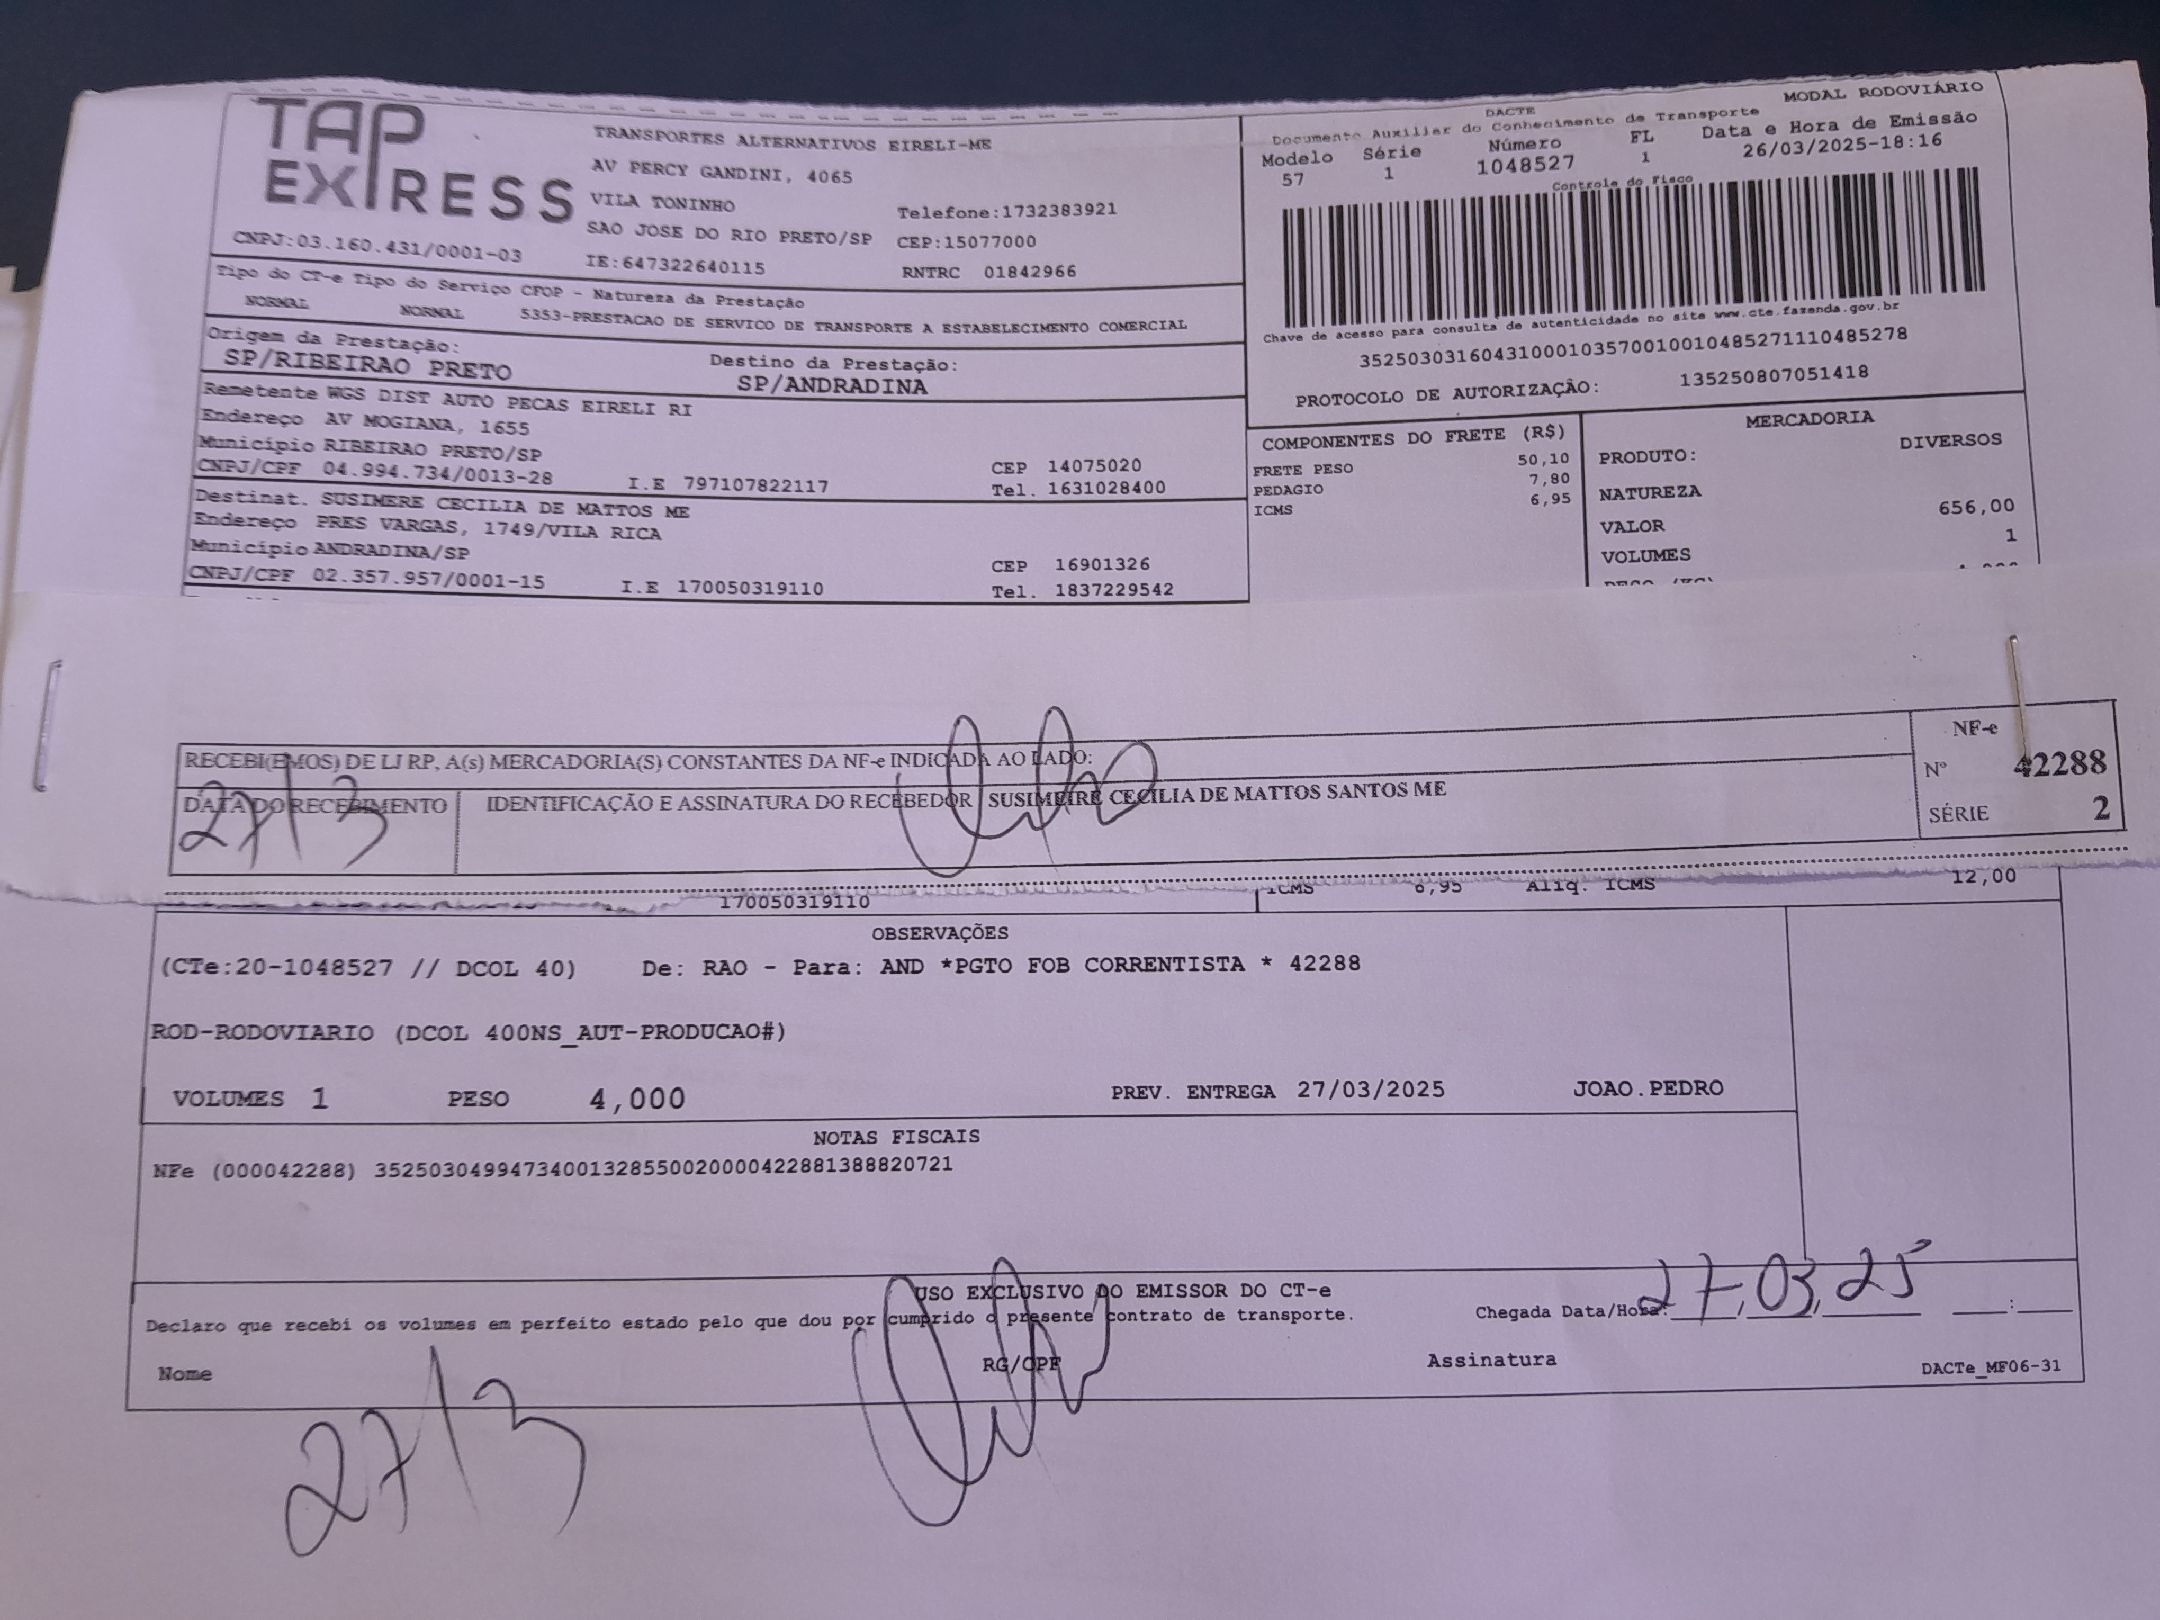 TAP EXPRESS
TRANSPORTES ALTERNATIVOS EIRELI-ME
AV PERCY GANDINI, 4065
VILA TONINHO
Telefone:1732383921
SAO JOSE DO RIO PRETO/SP CEP:15077000
CNPJ:03.160.431/0001-03 IE:647322640115 RNTRC 01842966
MODAL RODOVIÁRIO
DACTE
Documento Auxiliar do Conhecimento de Transporte
Modelo Série Número FL Data e Hora de Emissão
57 1 1048527 1 26/03/2025-18:16
Controle do Fisco
Chave de acesso para consulta de autenticidade no site www.cte.fazenda.gov.br
35250303160431000103570010010485271110485278
PROTOCOLO DE AUTORIZAÇÃO: 135250807051418
Tipo do CT-e Tipo do Serviço CFOP - Natureza da Prestação
NORMAL NORMAL 5353-PRESTACAO DE SERVICO DE TRANSPORTE A ESTABELECIMENTO COMERCIAL
Origem da Prestação: Destino da Prestação:
SP/RIBEIRAO PRETO SP/ANDRADINA
Remetente WGS DIST AUTO PECAS EIRELI RI
Endereço AV MOGIANA, 1655
Município RIBEIRAO PRETO/SP CEP 14075020
CNPJ/CPF 04.994.734/0013-28 I.E 797107822117 Tel. 1631028400
Destinat. SUSIMERE CECILIA DE MATTOS ME
Endereço PRES VARGAS, 1749/VILA RICA
Município ANDRADINA/SP CEP 16901326
CNPJ/CPF 02.357.957/0001-15 I.E 170050319110 Tel. 1837229542
COMPONENTES DO FRETE (R$)
FRETE PESO 50,10
PEDAGIO 7,80
ICMS 6,95
MERCADORIA
PRODUTO: DIVERSOS
NATUREZA
VALOR 656,00
VOLUMES 1
RECEBI(EMOS) DE LJ RP, A(s) MERCADORIA(S) CONSTANTES DA NF-e INDICADA AO LADO:
DATA DO RECEBIMENTO IDENTIFICAÇÃO E ASSINATURA DO RECEBEDOR SUSIMEIRE CECILIA DE MATTOS SANTOS ME
27/3
NF-e
Nº 42288
SÉRIE 2
170050319110 ICMS 6,95 Aliq. ICMS 12,00
OBSERVAÇÕES
(CTe:20-1048527 // DCOL 40) De: RAO - Para: AND *PGTO FOB CORRENTISTA * 42288
ROD-RODOVIARIO (DCOL 400NS_AUT-PRODUCAO#)
VOLUMES 1 PESO 4,000 PREV. ENTREGA 27/03/2025 JOAO.PEDRO
NOTAS FISCAIS
NFe (000042288) 35250304994734001328550020000422881388820721
USO EXCLUSIVO DO EMISSOR DO CT-e
Declaro que recebi os volumes em perfeito estado pelo que dou por cumprido o presente contrato de transporte. Chegada Data/Hora: 27,03,25
Nome RG/CPF Assinatura DACTe_MF06-31
27/3